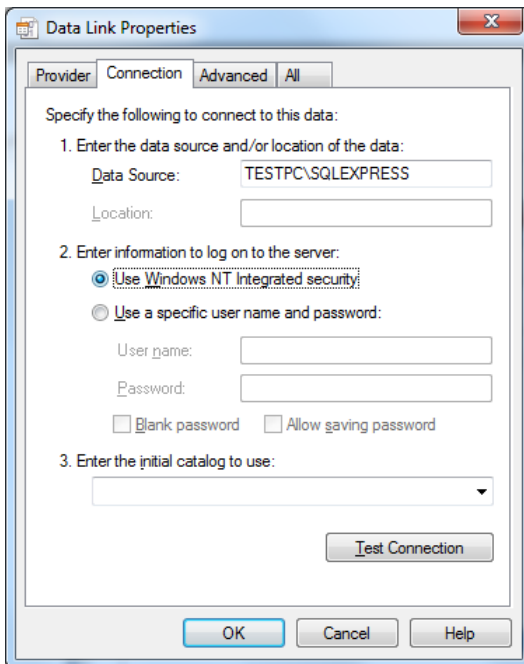 Data Link Properties
Provider Connection Advanced All
Specify the following to connect to this data:
1. Enter the data source and/or location of the data:
Data Source: TESTPC\SQLEXPRESS
Location:
2. Enter information to log on to the server:
Use Windows NT Integrated security
Use a specific user name and password:
User name:
Password:
Blank password Allow saving password
3. Enter the initial catalog to use:
Test Connection
OK Cancel Help